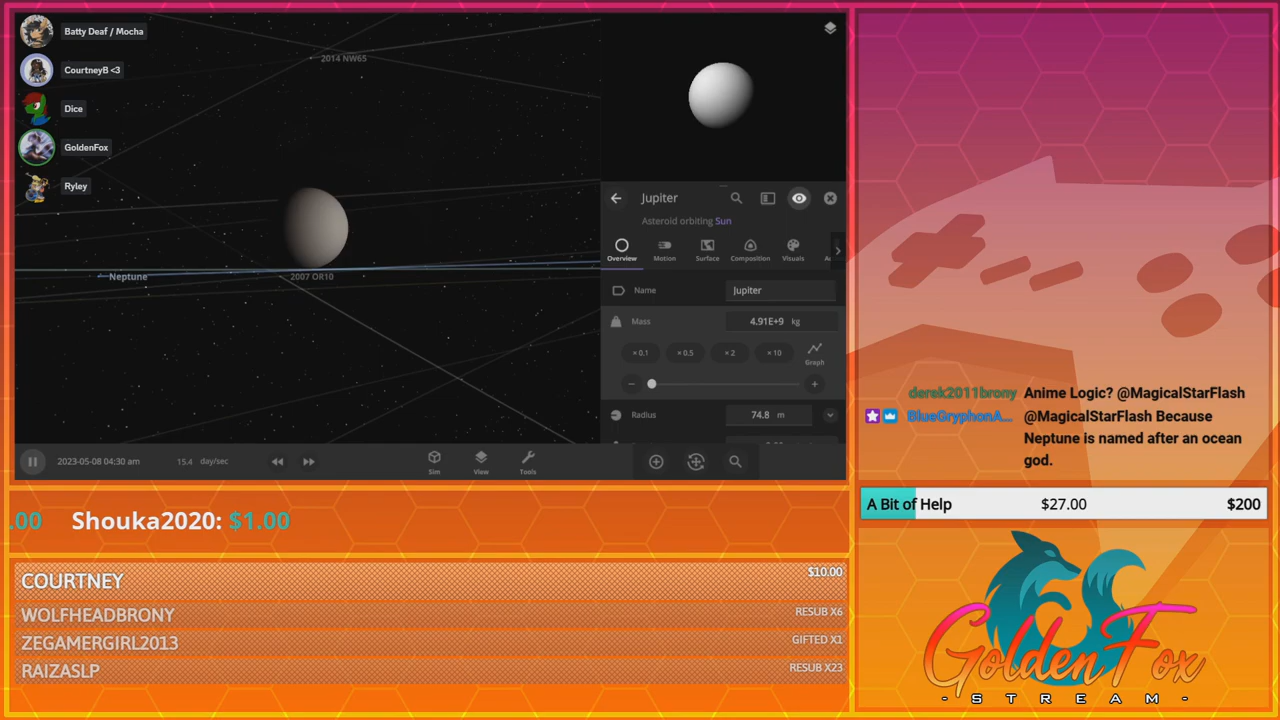 Batty Deaf / Mocha
CourtneyB <3
Dice
GoldenFox
Ryley
2014 NW65
Neptune
2007 OR10
Jupiter
Asteroid orbiting Sun
Overview
Motion
Surface
Composition
Visuals
Name
Jupiter
Mass
4.91E+9 kg
× 0.1
× 0.5
× 2
× 10
Graph
Radius
74.8 m
2023-05-08 04:30 am
15.4 day/sec
Sim
View
Tools
derek2011brony Anime Logic? @MagicalStarFlash
BlueGryphonA... @MagicalStarFlash Because
Neptune is named after an ocean
god.
A Bit of Help $27.00 $200
.00 Shouka2020: $1.00
COURTNEY $10.00
WOLFHEADBRONY RESUB X6
ZEGAMERGIRL2013 GIFTED X1
RAIZASLP RESUB X23
GoldenFox
- S T R E A M -